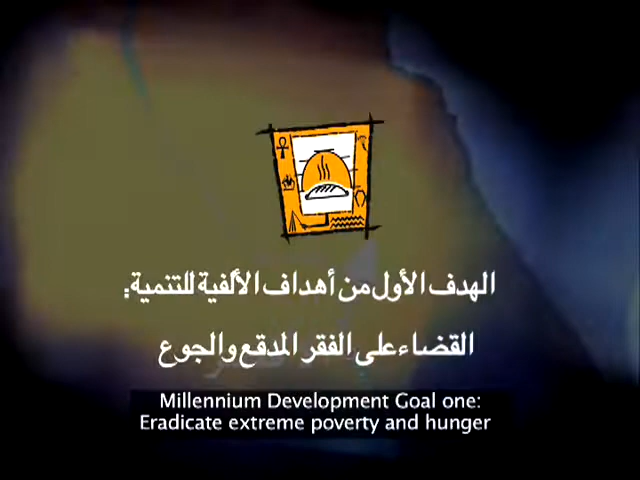 الهدف الأول من أهداف الألفية للتنمية:
القضاء على الفقر المدقع والجوع
Millennium Development Goal one:
Eradicate extreme poverty and hunger